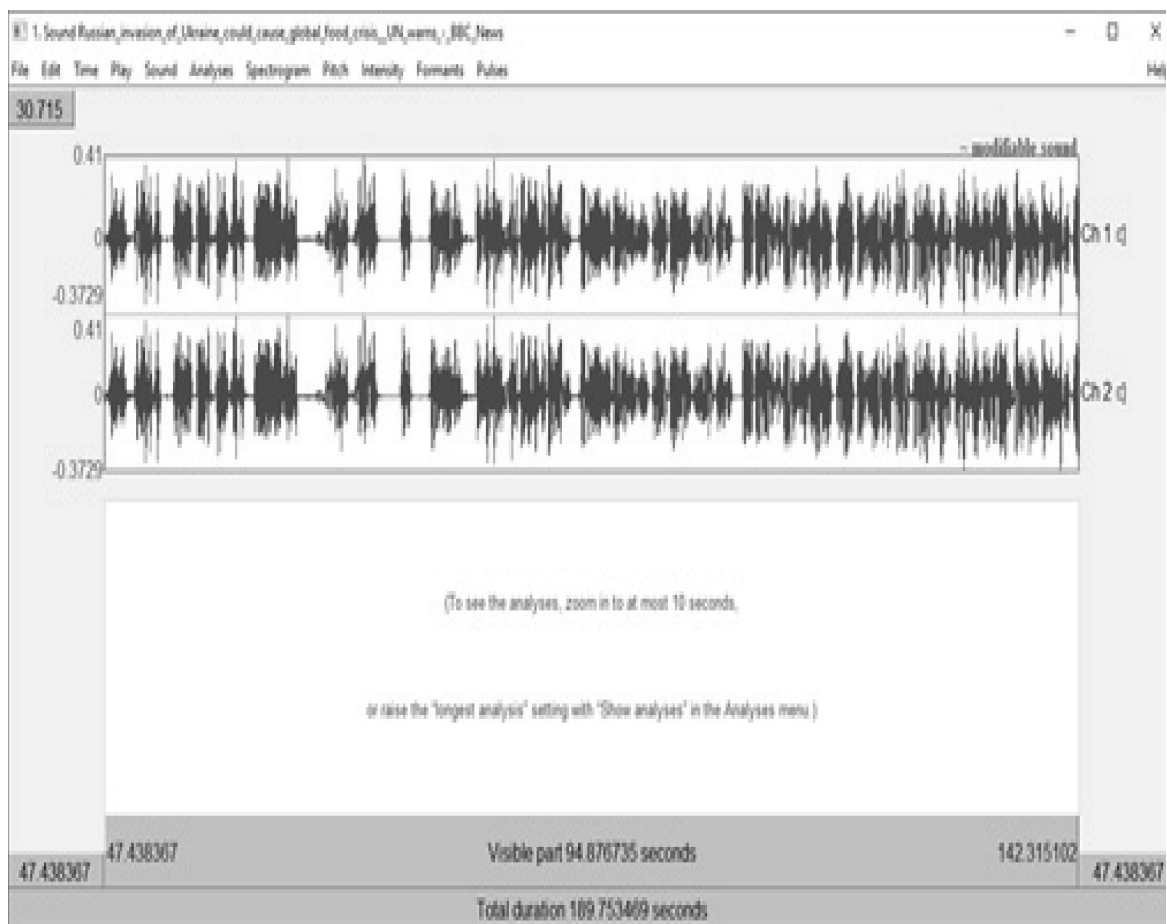 1. Sound Russian_invasion_of_Ukraine_could_cause_global_food_crisis__UN_warns_-_BBC_News
File Edit Time Play Sound Analyses Spectrogram Pitch Intensity Formants Pulses Help
30.715
~ modifiable sound
0.41
0
-0.3729
Ch 1
0.41
0
-0.3729
Ch 2
(To see the analyses, zoom in to at most 10 seconds,
or raise the "longest analysis" setting with "Show analyses" in the Analyses menu.)
47.438367 Visible part 94.876735 seconds 142.315102
47.438367 47.438367
Total duration 189.753469 seconds